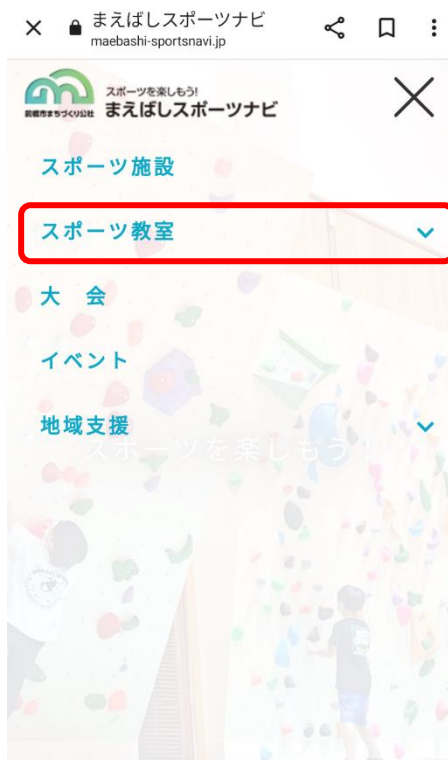 まえばしスポーツナビ
maebashi-sportsnavi.jp
スポーツを楽しもう!
前橋市まちづくり公社 まえばしスポーツナビ
スポーツ施設
スポーツ教室
大　会
イベント
地域支援
スポーツを楽しもう！